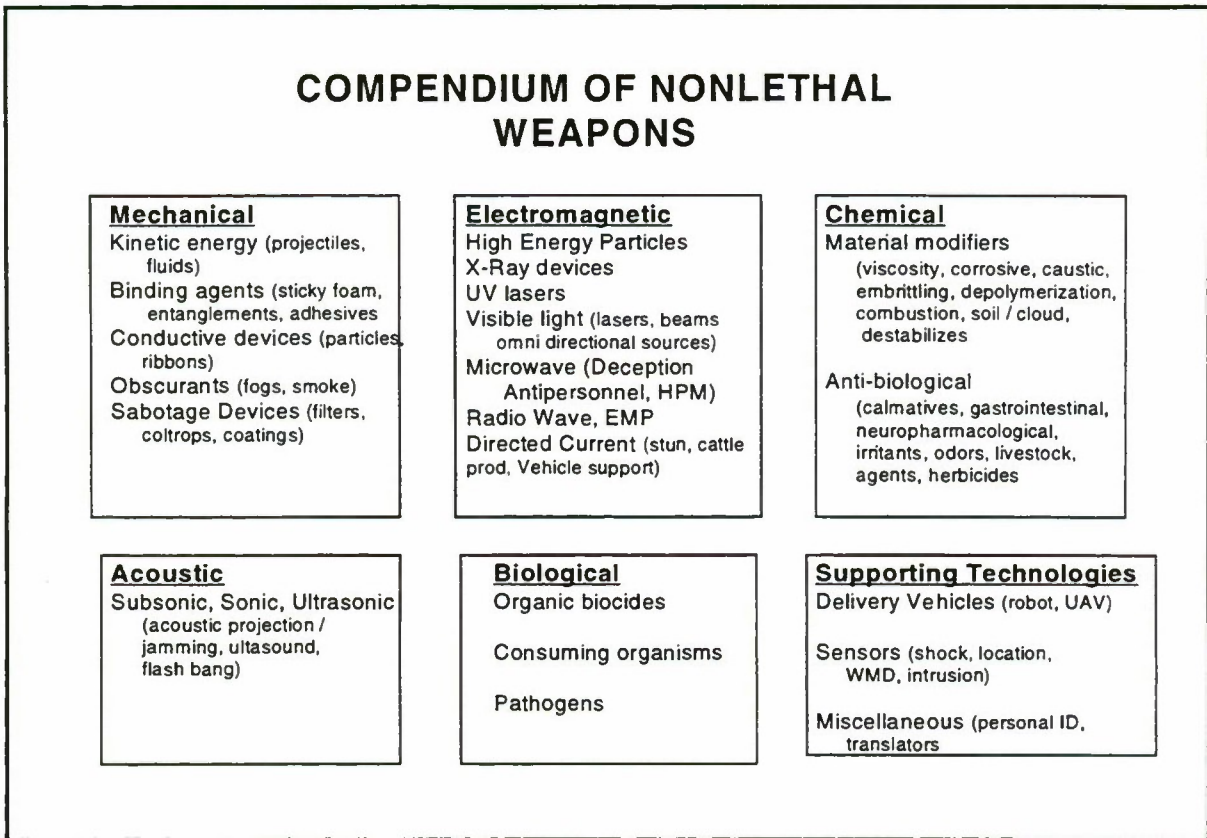 COMPENDIUM OF NONLETHAL
WEAPONS
Mechanical
Kinetic energy (projectiles,
fluids)
Binding agents (sticky foam,
entanglements, adhesives
Conductive devices (particles,
ribbons)
Obscurants (fogs, smoke)
Sabotage Devices (filters,
coltrops, coatings)
Electromagnetic
High Energy Particles
X-Ray devices
UV lasers
Visible light (lasers, beams
omni directional sources)
Microwave (Deception
Antipersonnel, HPM)
Radio Wave, EMP
Directed Current (stun, cattle
prod, Vehicle support)
Chemical
Material modifiers
(viscosity, corrosive, caustic,
embrittling, depolymerization,
combustion, soil / cloud,
destabilizes
Anti-biological
(calmatives, gastrointestinal,
neuropharmacological,
irritants, odors, livestock,
agents, herbicides
Acoustic
Subsonic, Sonic, Ultrasonic
(acoustic projection /
jamming, ultasound,
flash bang)
Biological
Organic biocides
Consuming organisms
Pathogens
Supporting Technologies
Delivery Vehicles (robot, UAV)
Sensors (shock, location,
WMD, intrusion)
Miscellaneous (personal ID,
translators